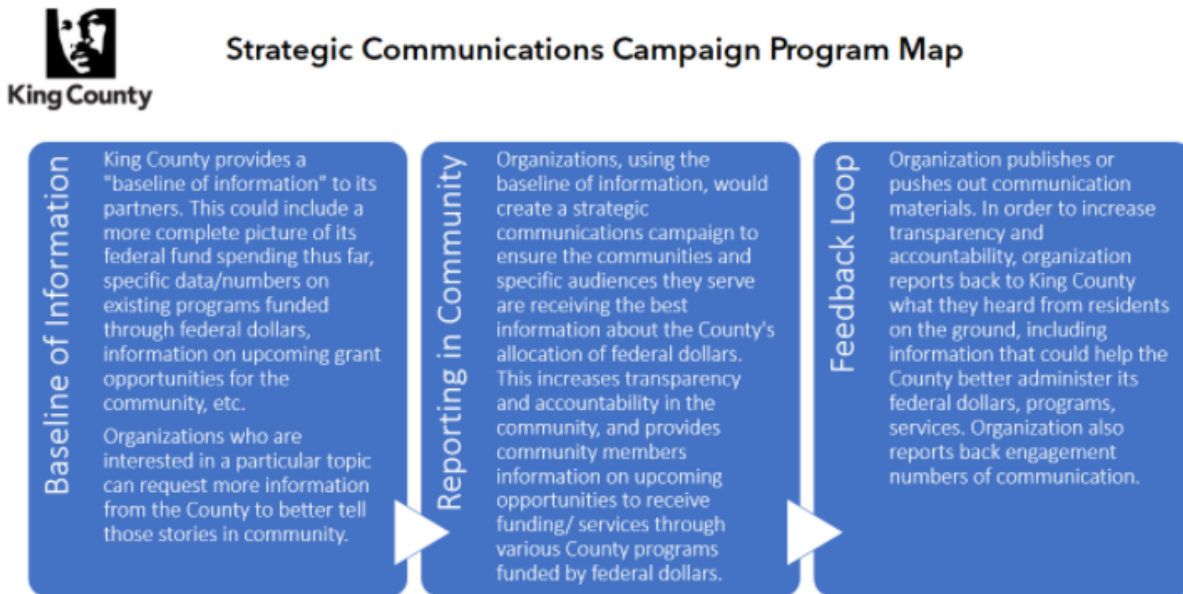 King County
Strategic Communications Campaign Program Map
Baseline of Information
King County provides a
"baseline of information" to its
partners. This could include a
more complete picture of its
federal fund spending thus far,
specific data/numbers on
existing programs funded
through federal dollars,
information on upcoming grant
opportunities for the
community, etc.
Organizations who are
interested in a particular topic
can request more information
from the County to better tell
those stories in community.
Reporting in Community
Organizations, using the
baseline of information, would
create a strategic
communications campaign to
ensure the communities and
specific audiences they serve
are receiving the best
information about the County's
allocation of federal dollars.
This increases transparency
and accountability in the
community, and provides
community members
information on upcoming
opportunities to receive
funding/ services through
various County programs
funded by federal dollars.
Feedback Loop
Organization publishes or
pushes out communication
materials. In order to increase
transparency and
accountability, organization
reports back to King County
what they heard from residents
on the ground, including
information that could help the
County better administer its
federal dollars, programs,
services. Organization also
reports back engagement
numbers of communication.